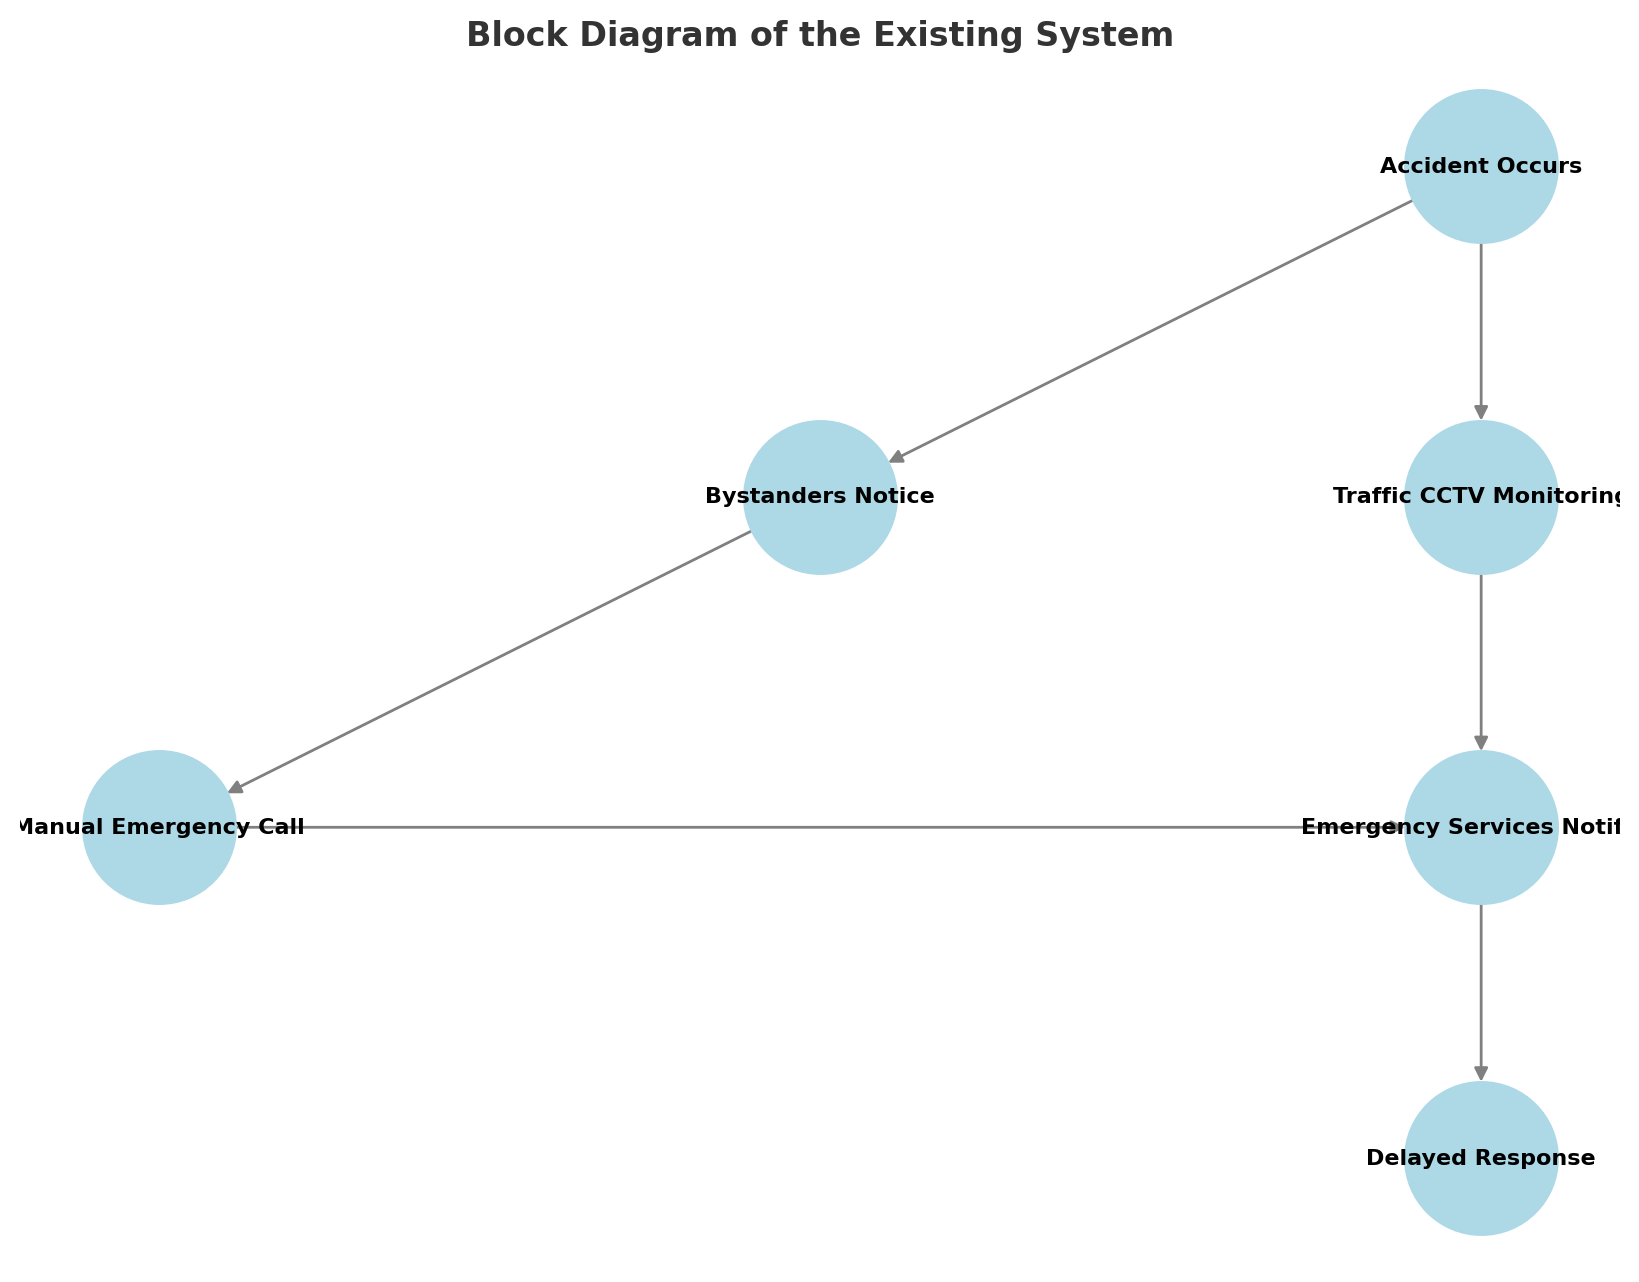 Block Diagram of the Existing System
Accident Occurs
Bystanders Notice
Traffic CCTV Monitoring
Manual Emergency Call
Emergency Services Notif
Delayed Response